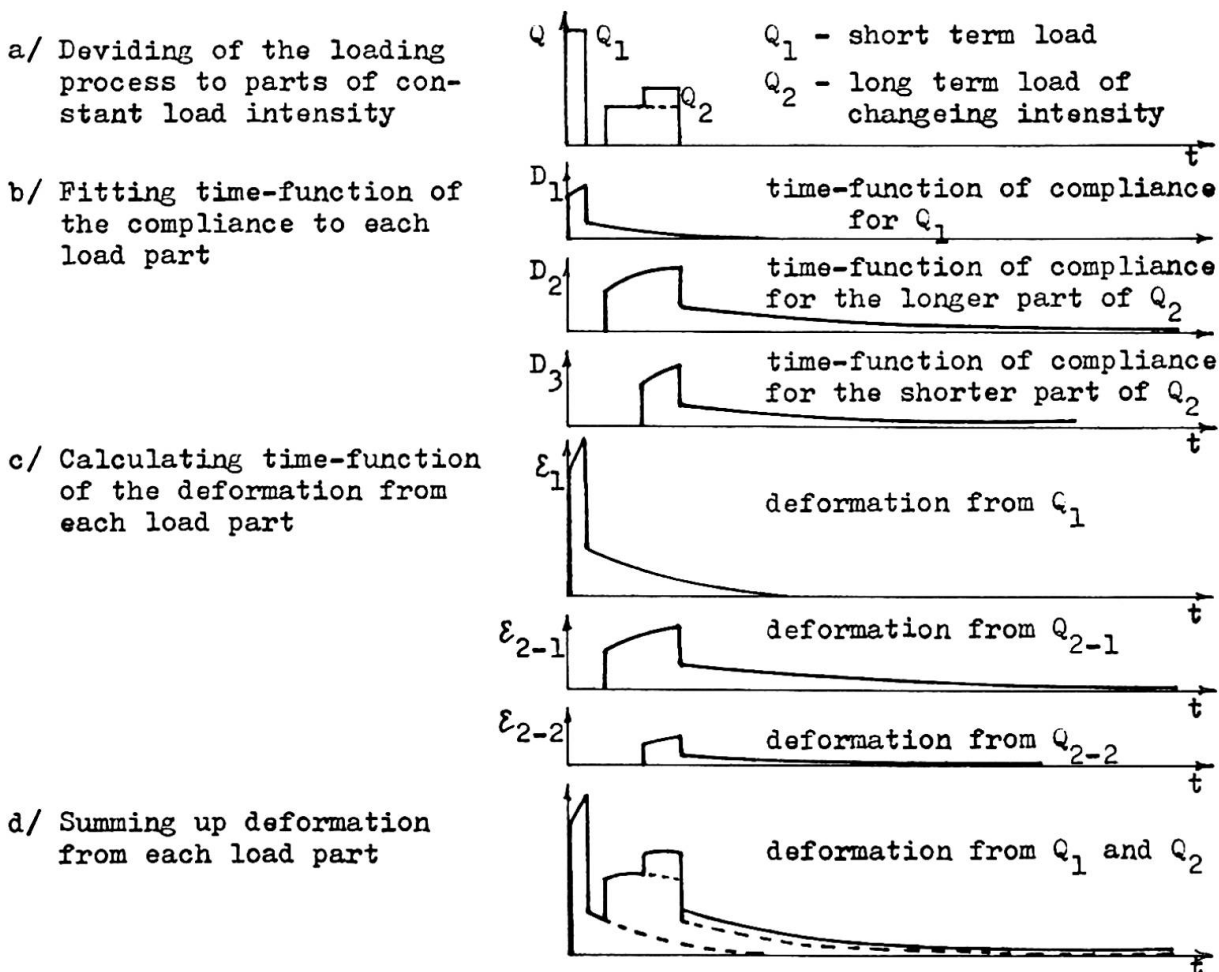 a/ Deviding of the loading
process to parts of con-
stant load intensity
Q
Q1
Q2
Q1 - short term load
Q2 - long term load of
changeing intensity
t
b/ Fitting time-function of
the compliance to each
load part
D1
time-function of compliance
for Q1
D2
time-function of compliance
for the longer part of Q2
t
D3
time-function of compliance
for the shorter part of Q2
t
c/ Calculating time-function
of the deformation from
each load part
ε1
deformation from Q1
t
ε2-1
deformation from Q2-1
t
ε2-2
deformation from Q2-2
t
d/ Summing up deformation
from each load part
deformation from Q1 and Q2
t